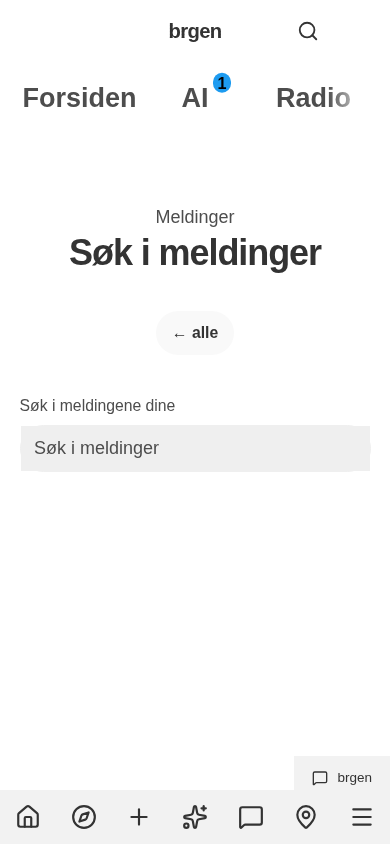 brgen
Forsiden AI 1 Radio
Meldinger
Søk i meldinger
← alle
Søk i meldingene dine
Søk i meldinger
brgen